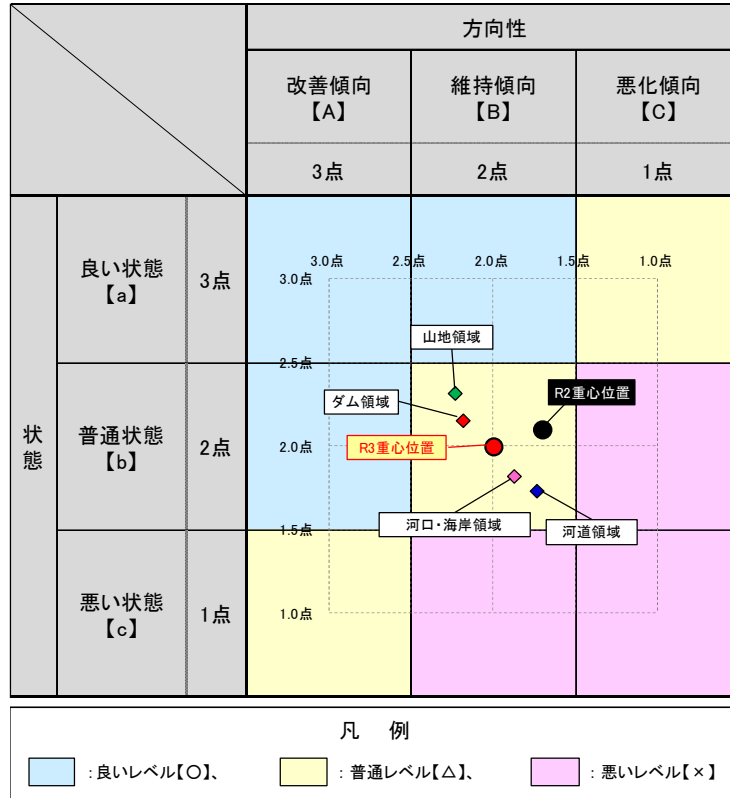 方向性
改善傾向
【A】
維持傾向
【B】
悪化傾向
【C】
3点
2点
1点
状態
良い状態
【a】
3点
普通状態
【b】
2点
悪い状態
【c】
1点
3.0点
2.5点
2.0点
1.5点
1.0点
3.0点
2.5点
2.0点
1.5点
1.0点
山地領域
ダム領域
R2重心位置
R3重心位置
河口・海岸領域
河道領域
凡 例
:良いレベル【○】、
:普通レベル【△】、
:悪いレベル【×】